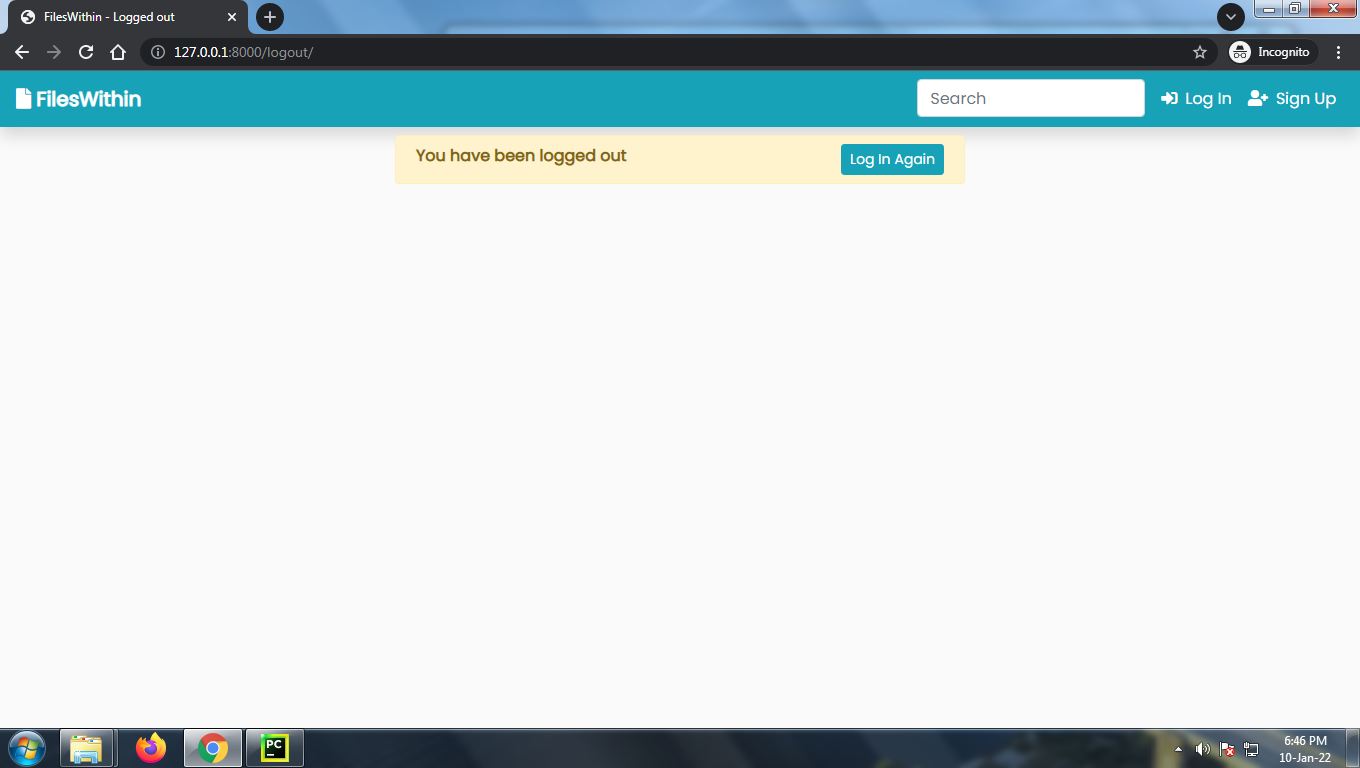 FilesWithin - Logged out
127.0.0.1:8000/logout/
Incognito
FilesWithin
Search
Log In
Sign Up
You have been logged out
Log In Again
PC
6:46 PM
10-Jan-22